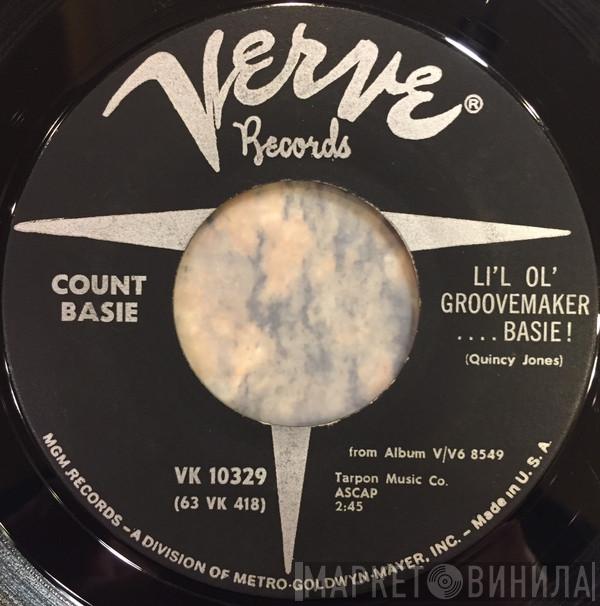 Verve®
Records
COUNT
BASIE
LI'L OL'
GROOVEMAKER
....BASIE!
(Quincy Jones)
VK 10329
(63 VK 418)
from Album V/V6 8549
Tarpon Music Co.
ASCAP
2:45
MGM RECORDS – A DIVISION OF METRO-GOLDWYN-MAYER, INC. – Made in U.S.A.
МАРКЕТ ВИНИЛА